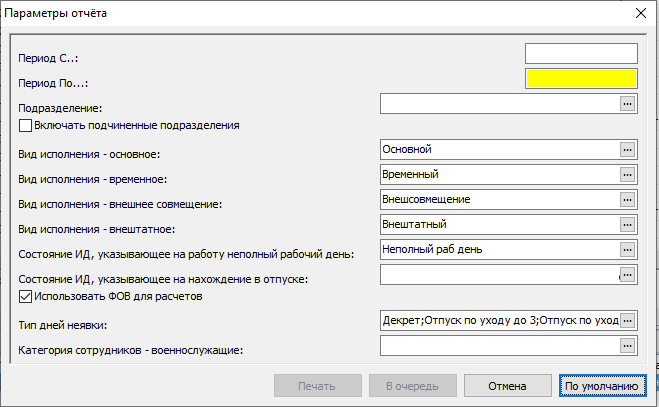 Параметры отчёта
Период С..:
Период По...:
Подразделение: ...
Включать подчиненные подразделения
Вид исполнения - основное: Основной ...
Вид исполнения - временное: Временный ...
Вид исполнения - внешнее совмещение: Внешсовмещение ...
Вид исполнения - внештатное: Внештатный ...
Состояние ИД, указывающее на работу неполный рабочий день: Неполный раб день ...
Состояние ИД, указывающее на нахождение в отпуске:
Использовать ФОВ для расчетов
Тип дней неявки: Декрет;Отпуск по уходу до 3;Отпуск по уход ...
Категория сотрудников - военнослужащие: ...
Печать В очередь Отмена По умолчанию